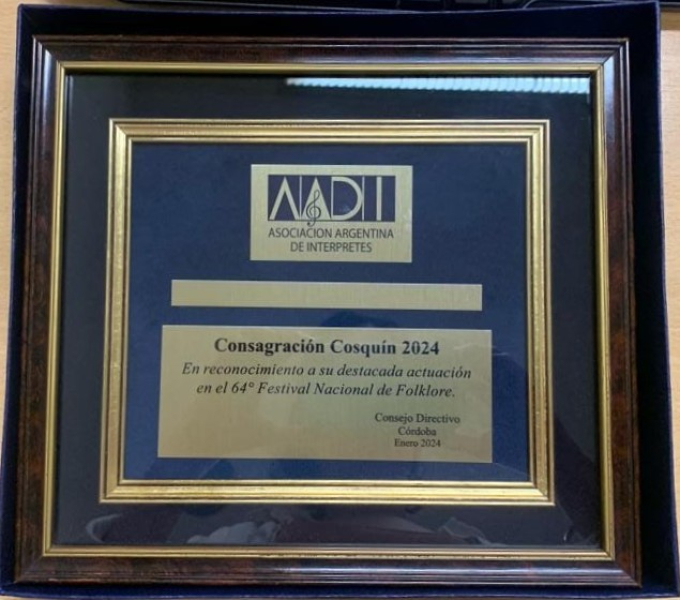 AADI
ASOCIACION ARGENTINA
DE INTERPRETES
Consagración Cosquín 2024
En reconocimiento a su destacada actuación
en el 64° Festival Nacional de Folklore.
Consejo Directivo
Córdoba
Enero 2024